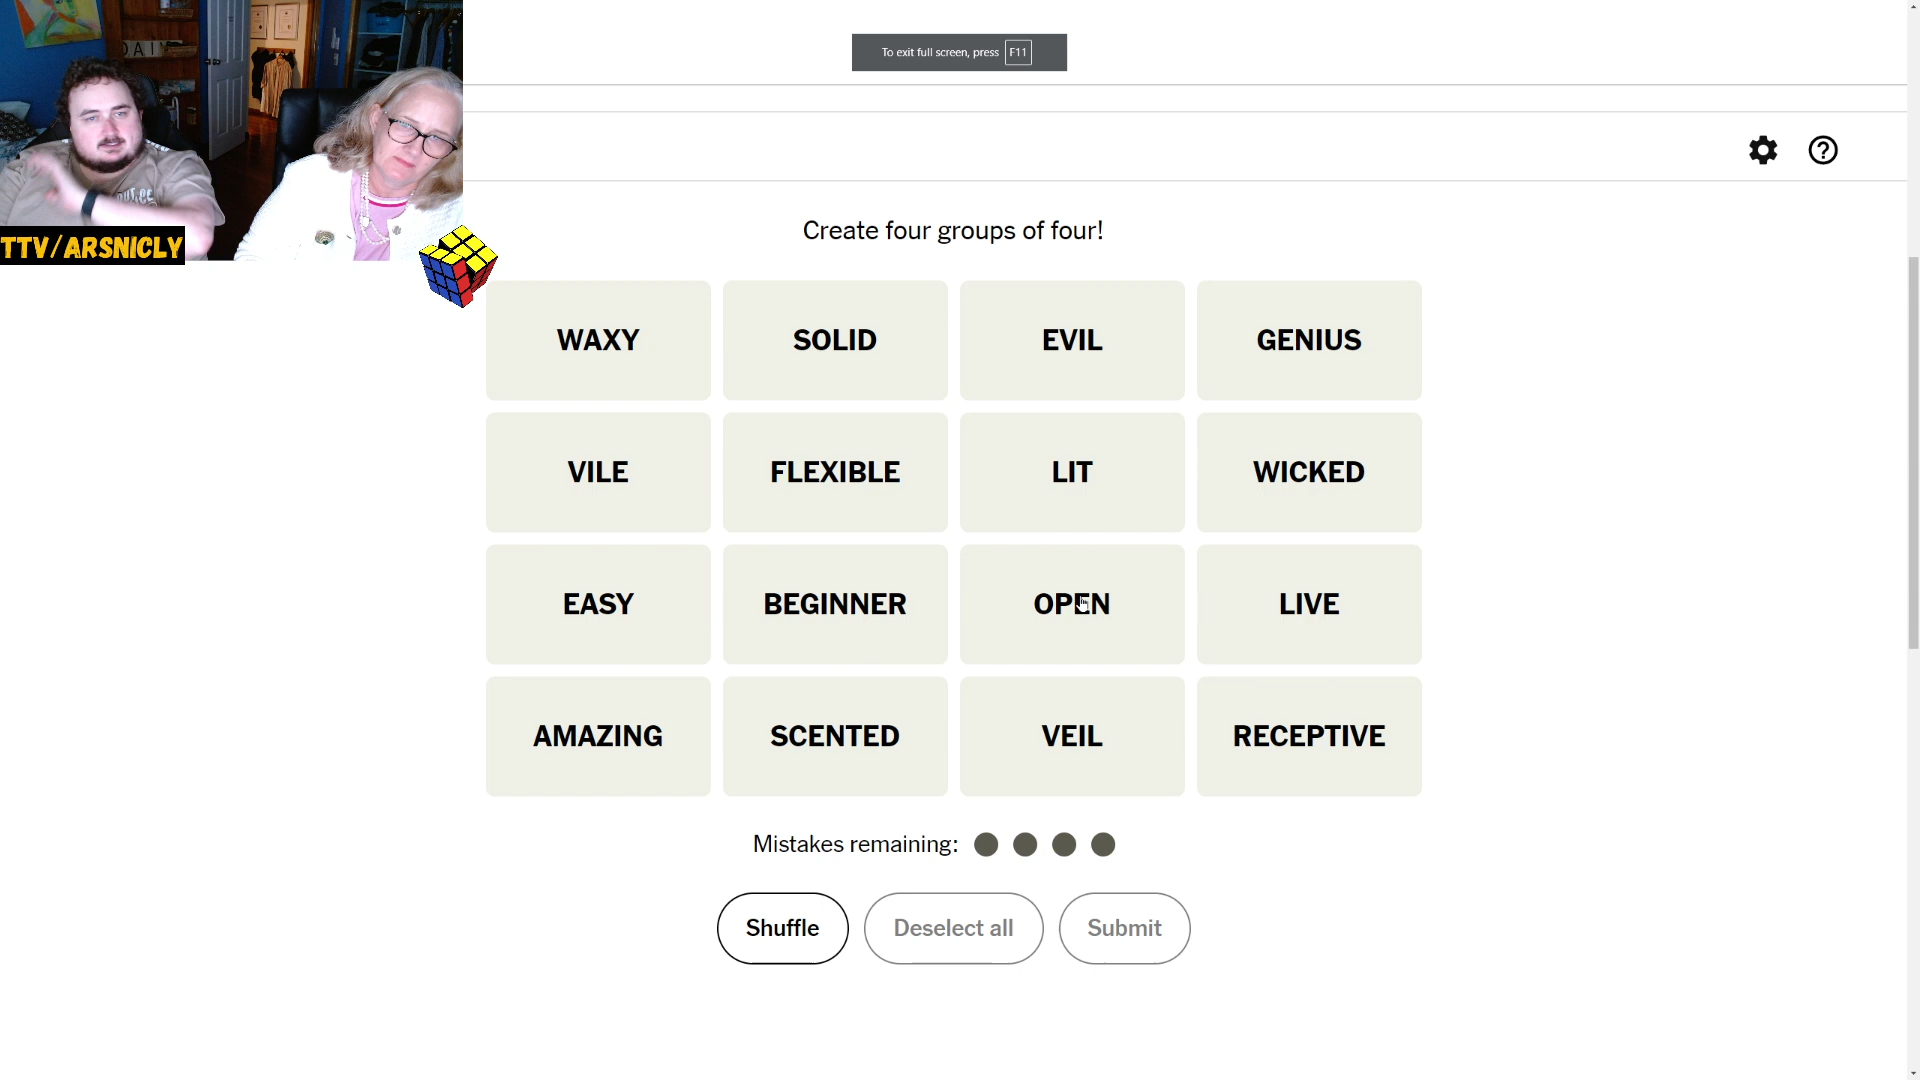 To exit full screen, press F11
DAI
TTV/ARSNICLY
Create four groups of four!
WAXY SOLID EVIL GENIUS
VILE FLEXIBLE LIT WICKED
EASY BEGINNER OPEN LIVE
AMAZING SCENTED VEIL RECEPTIVE
Mistakes remaining:
Shuffle Deselect all Submit